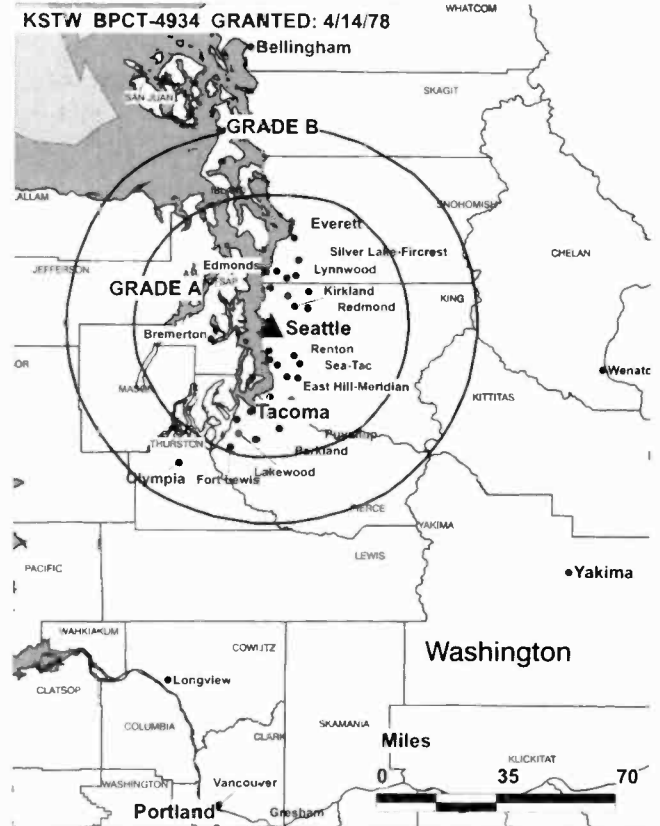 KSTW BPCT-4934 GRANTED: 4/14/78
WHATCOM
Bellingham
SKAGIT
SAN JUAN
GRADE B
ISLAND
SNOHOMISH
Everett
CHELAN
Silver Lake-Fircrest
Edmonds
Lynnwood
JEFFERSON
GRADE A
Kirkland
KING
Redmond
Seattle
Bremerton
Renton
Sea-Tac
Wenatc
East Hill-Meridian
MASON
KITTITAS
Tacoma
Puyallup
THURSTON
Parkland
Lakewood
Olympia
Fort Lewis
PIERCE
YAKIMA
LEWIS
PACIFIC
Yakima
WAHKIAKUM
COWLITZ
Washington
Longview
CLATSOP
SKAMANIA
COLUMBIA
CLARK
Miles
KLICKITAT
0 35 70
WASHINGTON
Vancouver
Portland
Gresham